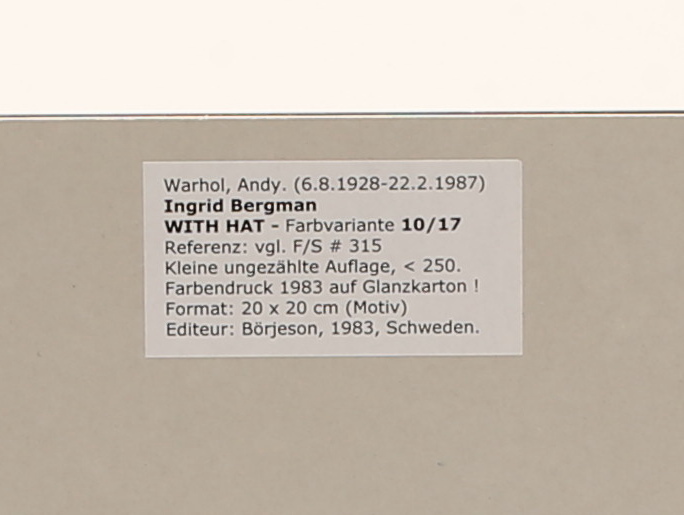 Warhol, Andy. (6.8.1928-22.2.1987)
Ingrid Bergman
WITH HAT - Farbvariante 10/17
Referenz: vgl. F/S # 315
Kleine ungezählte Auflage, < 250.
Farbendruck 1983 auf Glanzkarton !
Format: 20 x 20 cm (Motiv)
Editeur: Börjeson, 1983, Schweden.